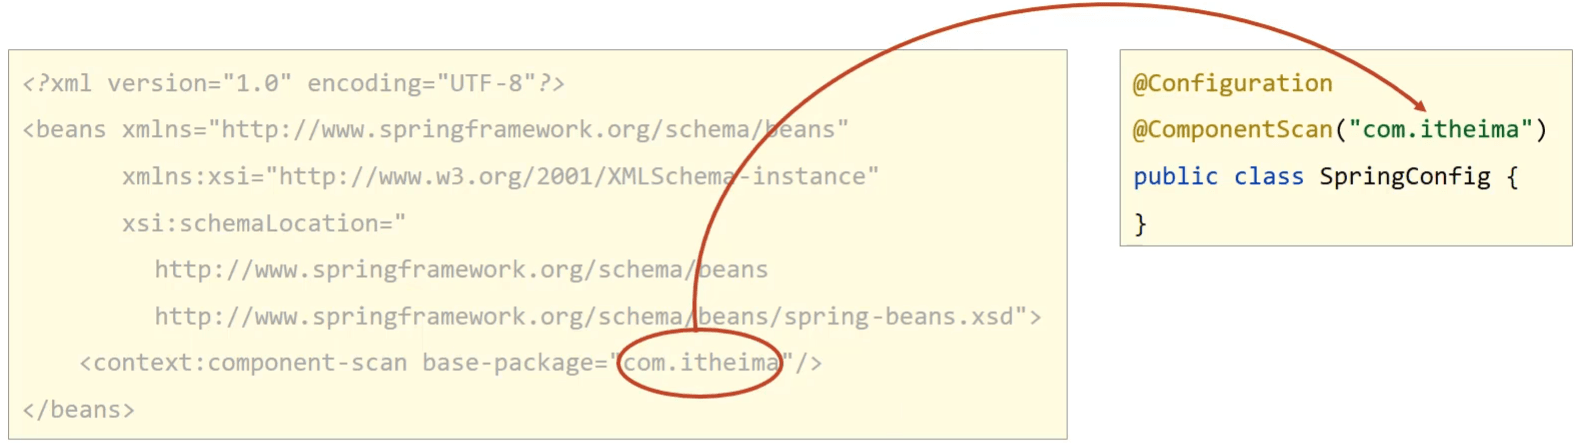 <?xml version="1.0" encoding="UTF-8"?>
<beans xmlns="http://www.springframework.org/schema/beans"
xmlns:xsi="http://www.w3.org/2001/XMLSchema-instance"
xsi:schemaLocation="
http://www.springframework.org/schema/beans
http://www.springframework.org/schema/beans/spring-beans.xsd">
<context:component-scan base-package="com.itheima"/>
</beans>
@Configuration
@ComponentScan("com.itheima")
public class SpringConfig {
}